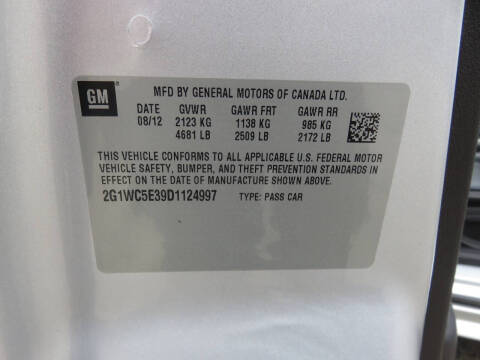 GM
MFD BY GENERAL MOTORS OF CANADA LTD.
DATE GVWR GAWR FRT GAWR RR
08/12 2123 KG 1138 KG 985 KG
4681 LB 2509 LB 2172 LB
THIS VEHICLE CONFORMS TO ALL APPLICABLE U.S. FEDERAL MOTOR
VEHICLE SAFETY, BUMPER, AND THEFT PREVENTION STANDARDS IN
EFFECT ON THE DATE OF MANUFACTURE SHOWN ABOVE.
2G1WC5E39D1124997 TYPE: PASS CAR